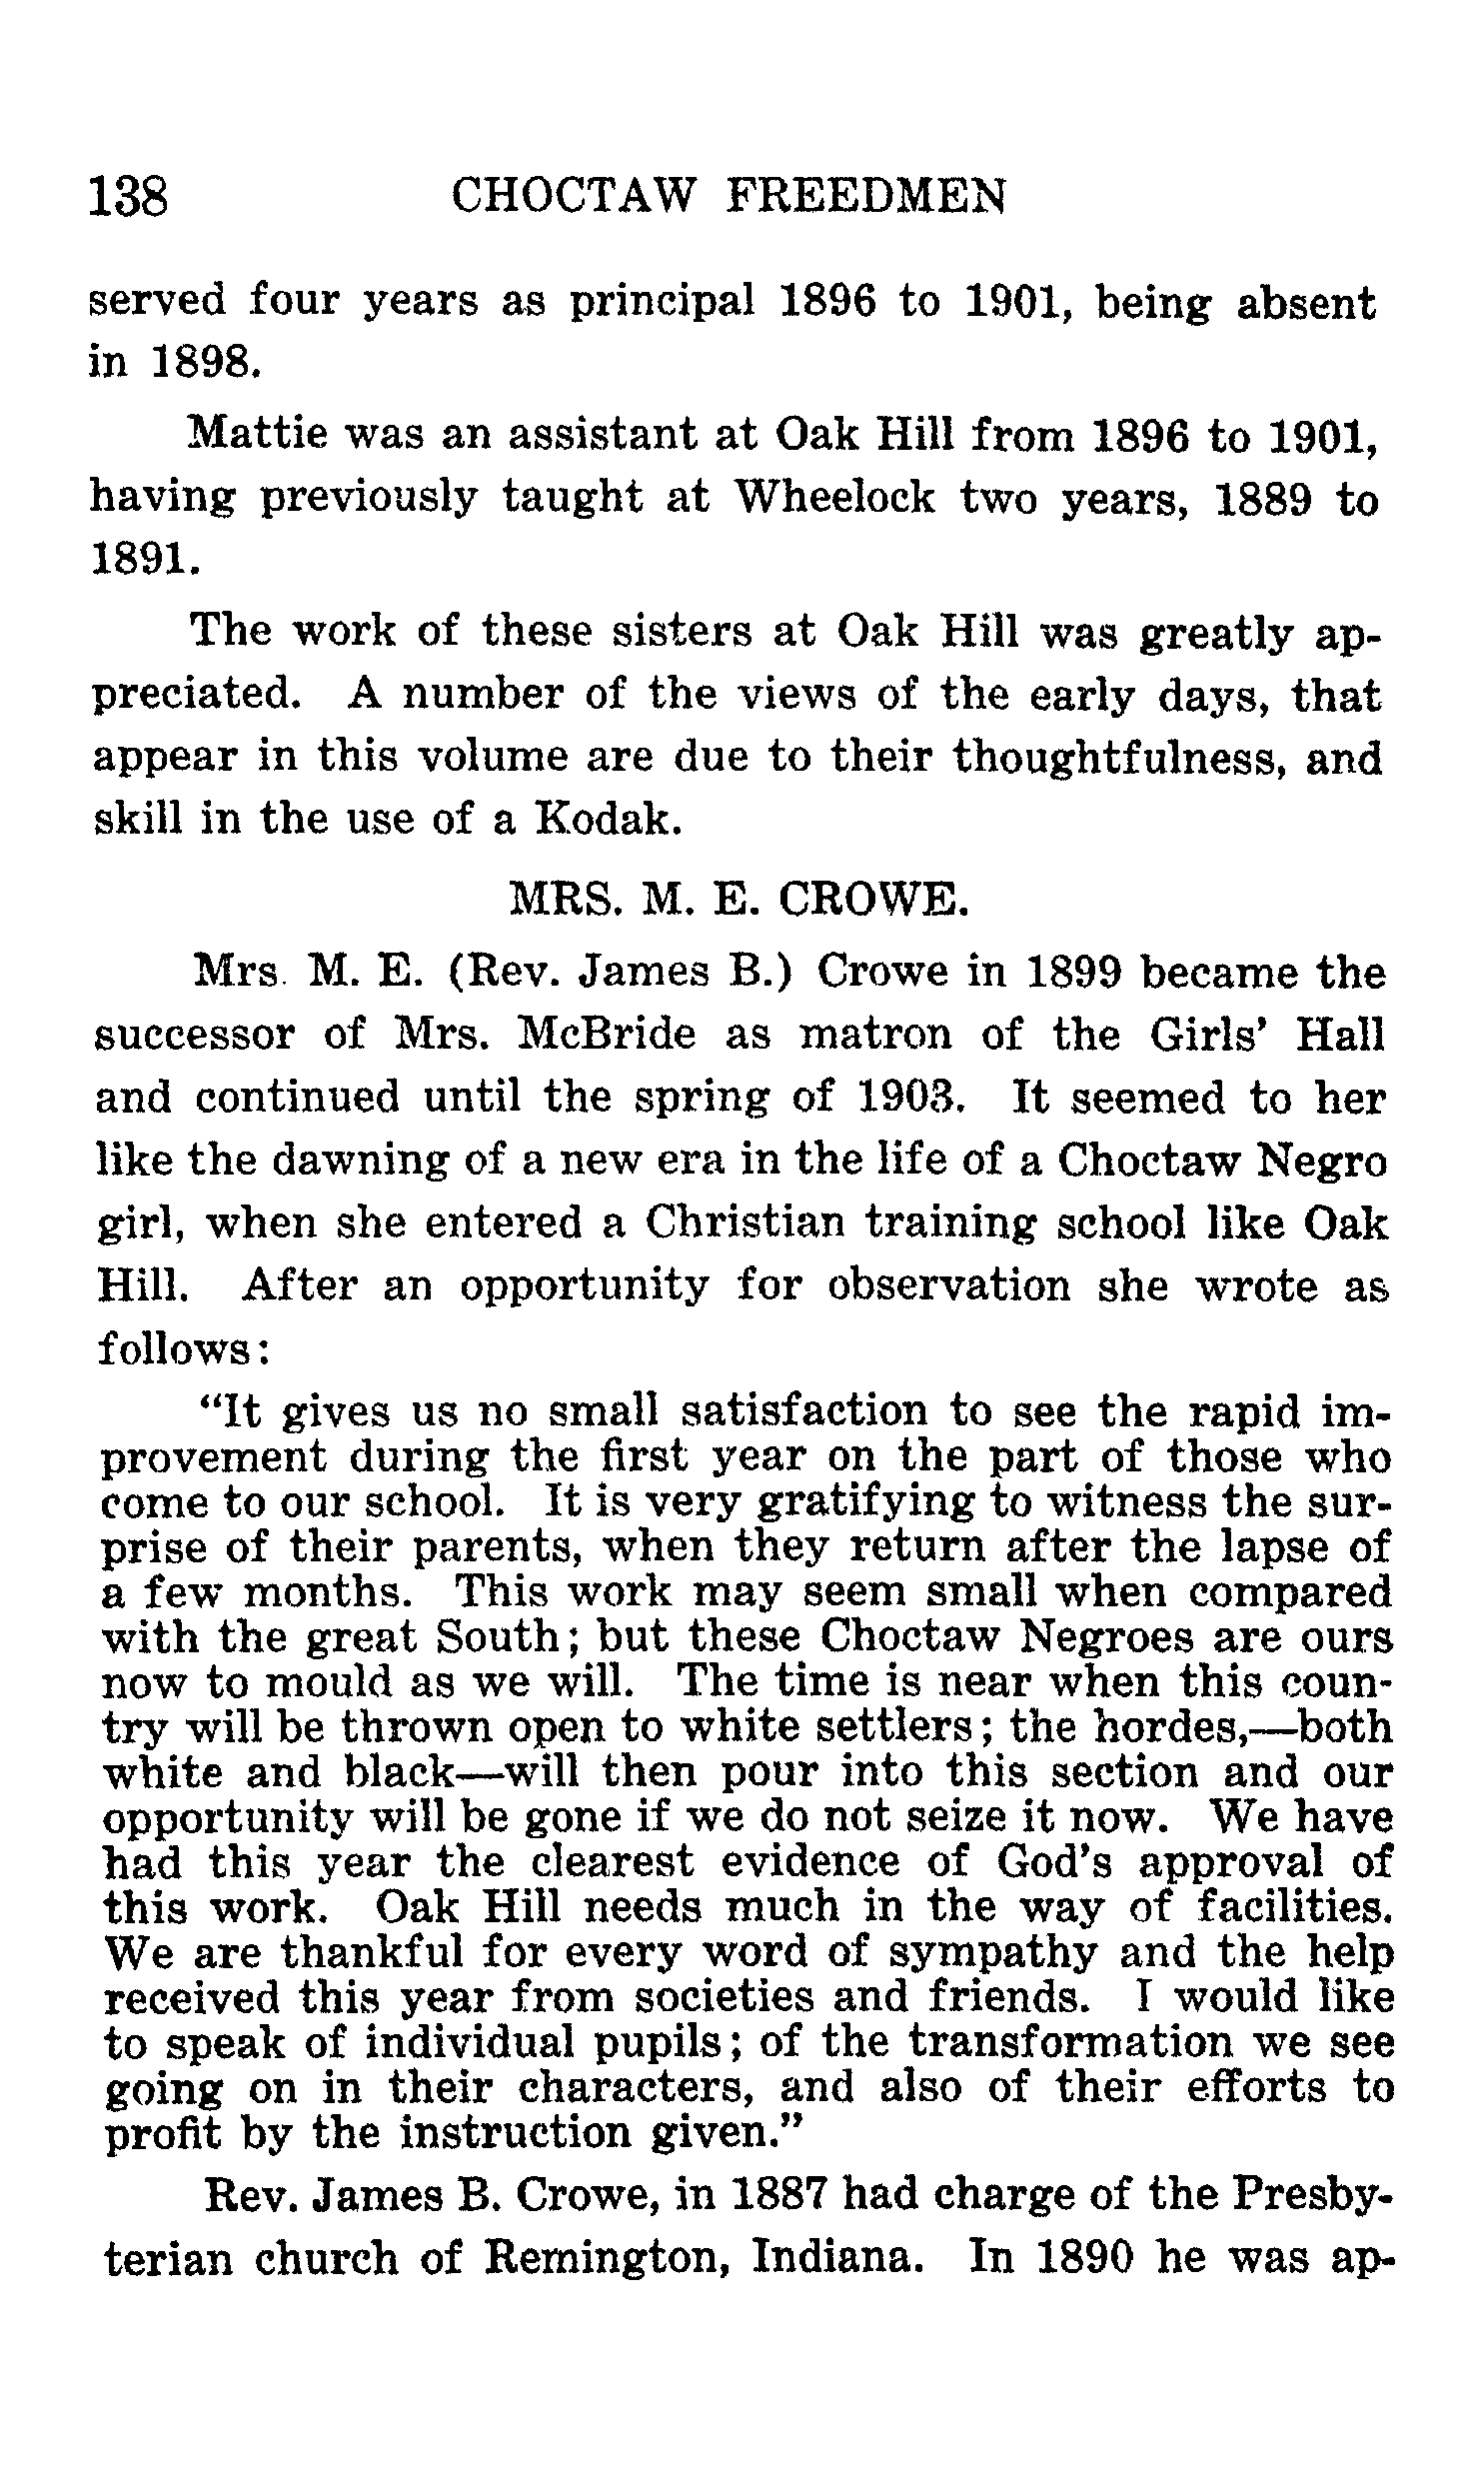 138 CHOCTAW FREEDMEN
served four years as principal 1896 to 1901, being absent
in 1898.
Mattie was an assistant at Oak Hill from 1896 to 1901,
having previously taught at Wheelock two years, 1889 to
1891.
The work of these sisters at Oak Hill was greatly ap-
preciated. A number of the views of the early days, that
appear in this volume are due to their thoughtfulness, and
skill in the use of a Kodak.
MRS. M. E. CROWE.
Mrs. M. E. (Rev. James B.) Crowe in 1899 became the
successor of Mrs. McBride as matron of the Girls' Hall
and continued until the spring of 1903. It seemed to her
like the dawning of a new era in the life of a Choctaw Negro
girl, when she entered a Christian training school like Oak
Hill. After an opportunity for observation she wrote as
follows:
“It gives us no small satisfaction to see the rapid im-
provement during the first year on the part of those who
come to our school. It is very gratifying to witness the sur-
prise of their parents, when they return after the lapse of
a few months. This work may seem small when compared
with the great South; but these Choctaw Negroes are ours
now to mould as we will. The time is near when this coun-
try will be thrown open to white settlers; the hordes,—both
white and black—will then pour into this section and our
opportunity will be gone if we do not seize it now. We have
had this year the clearest evidence of God's approval of
this work. Oak Hill needs much in the way of facilities.
We are thankful for every word of sympathy and the help
received this year from societies and friends. I would like
to speak of individual pupils; of the transformation we see
going on in their characters, and also of their efforts to
profit by the instruction given.”
Rev. James B. Crowe, in 1887 had charge of the Presby-
terian church of Remington, Indiana. In 1890 he was ap-